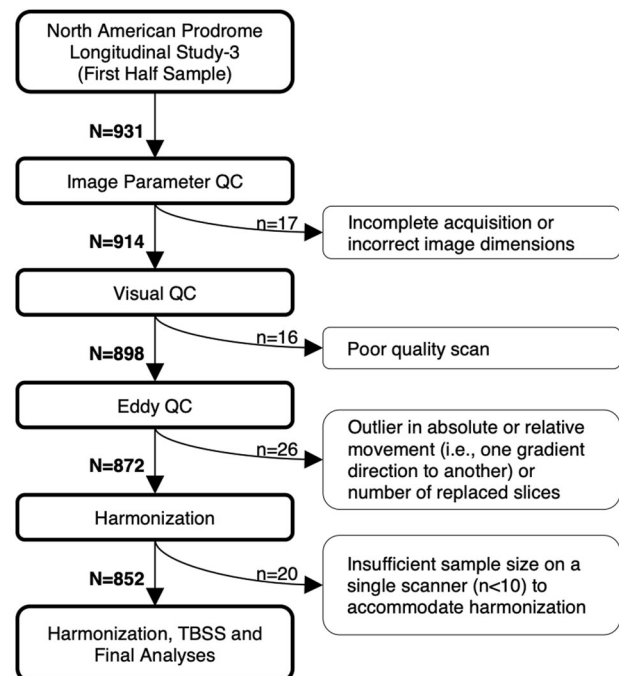 North American Prodrome
Longitudinal Study-3
(First Half Sample)
N=931
Image Parameter QC
n=17
Incomplete acquisition or
incorrect image dimensions
N=914
Visual QC
n=16
Poor quality scan
N=898
Eddy QC
n=26
Outlier in absolute or relative
movement (i.e., one gradient
direction to another) or
number of replaced slices
N=872
Harmonization
n=20
Insufficient sample size on a
single scanner (n<10) to
accommodate harmonization
N=852
Harmonization, TBSS and
Final Analyses